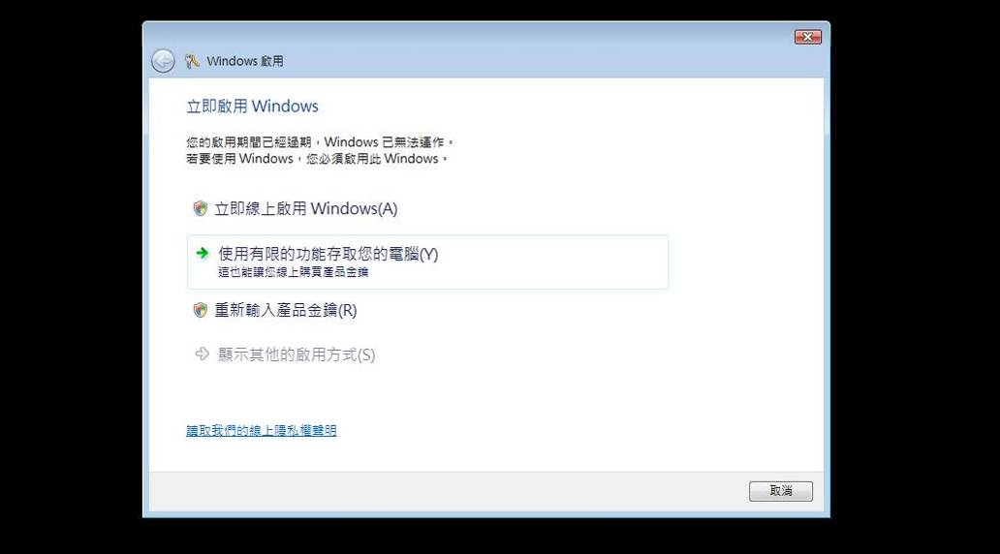 Windows 啟用
立即啟用 Windows
您的啟用期間已經過期，Windows 已無法運作。
若要使用 Windows，您必須啟用此 Windows。
立即線上啟用 Windows(A)
使用有限的功能存取您的電腦(Y)
這也能讓您線上購買產品金鑰
重新輸入產品金鑰(R)
顯示其他的啟用方式(S)
讀取我們的線上隱私權聲明
取消